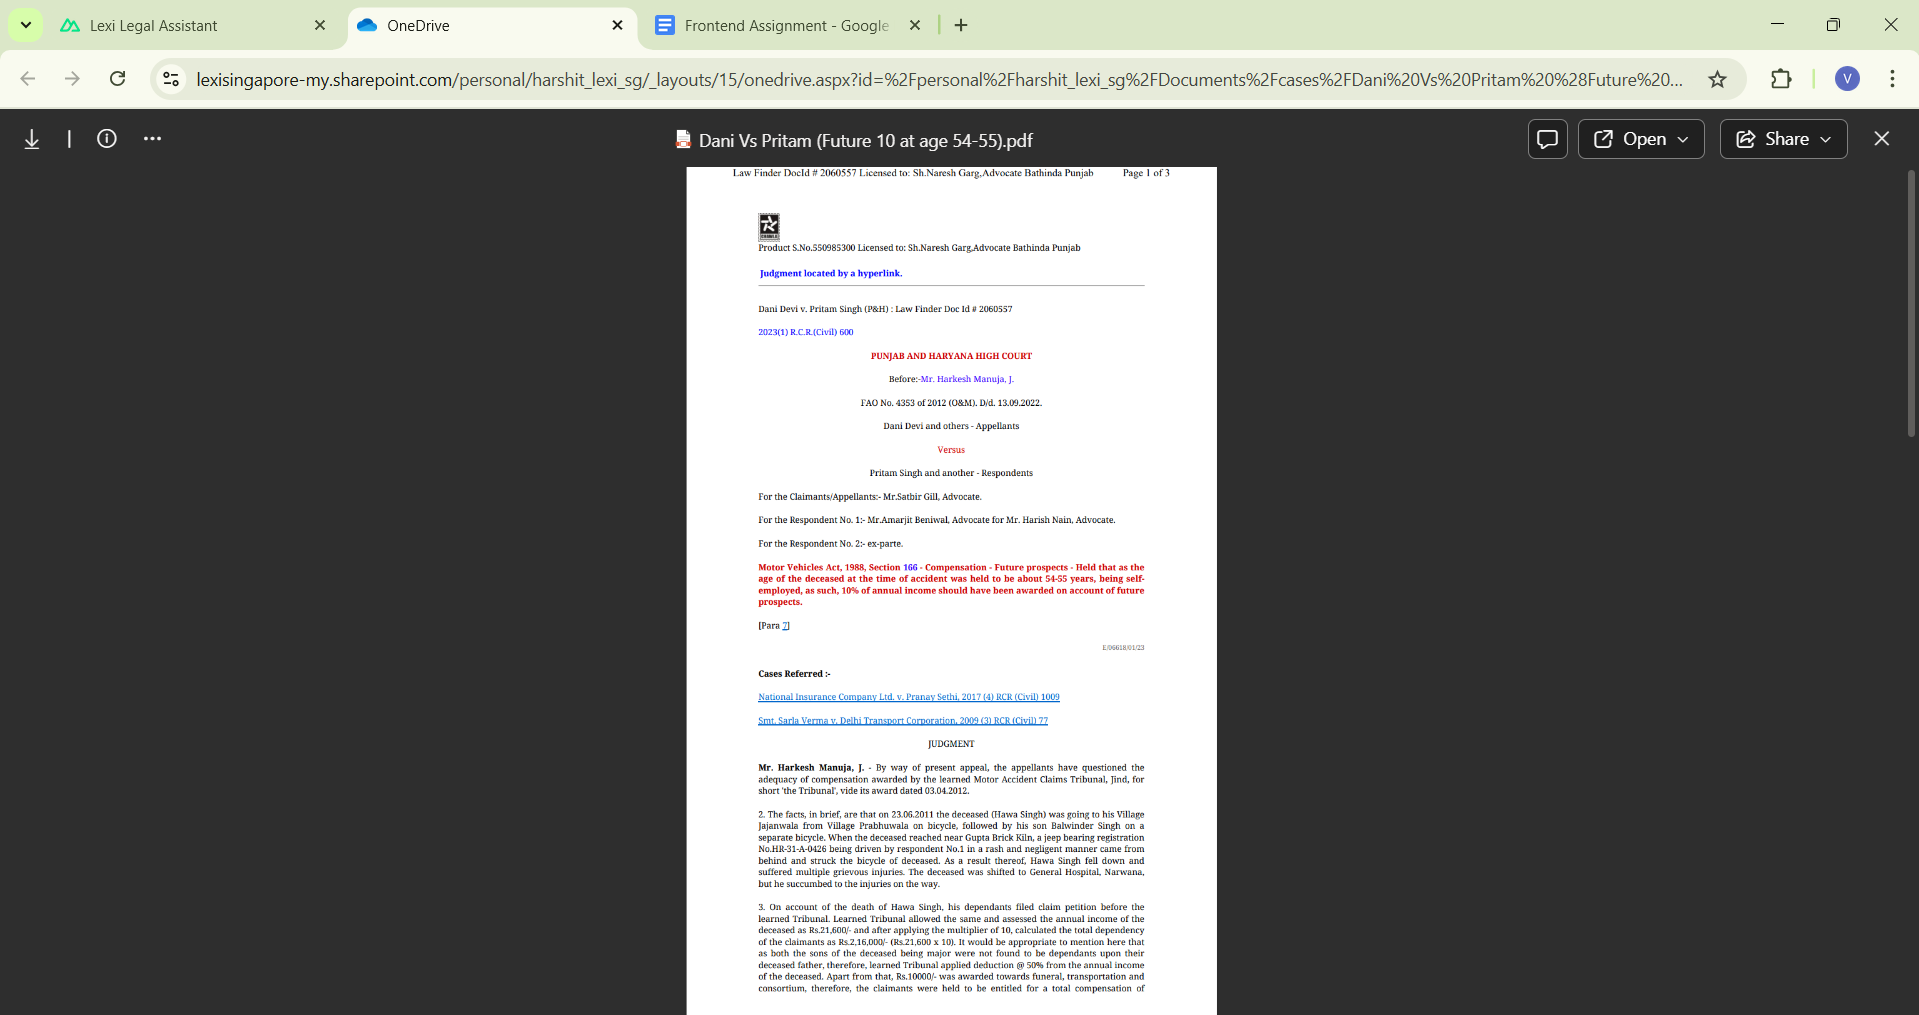 Lexi Legal Assistant
OneDrive
Frontend Assignment - Google
lexisingapore-my.sharepoint.com/personal/harshit_lexi_sg/_layouts/15/onedrive.aspx?id=%2Fpersonal%2Fharshit_lexi_sg%2FDocuments%2Fcases%2FDani%20Vs%20Pritam%20%28Future%20...
V
Dani Vs Pritam (Future 10 at age 54-55).pdf
Open
Share
Law Finder DocId # 2060557 Licensed to: Sh.Naresh Garg,Advocate Bathinda Punjab Page 1 of 3
Product S.No.550985300 Licensed to: Sh.Naresh Garg,Advocate Bathinda Punjab
Judgment located by a hyperlink.
Dani Devi v. Pritam Singh (P&H) : Law Finder Doc Id # 2060557
2023(1) R.C.R.(Civil) 600
PUNJAB AND HARYANA HIGH COURT
Before:-Mr. Harkesh Manuja, J.
FAO No. 4353 of 2012 (O&M). D/d. 13.09.2022.
Dani Devi and others - Appellants
Versus
Pritam Singh and another - Respondents
For the Claimants/Appellants:- Mr.Satbir Gill, Advocate.
For the Respondent No. 1:- Mr.Amarjit Beniwal, Advocate for Mr. Harish Nain, Advocate.
For the Respondent No. 2:- ex-parte.
Motor Vehicles Act, 1988, Section 166 - Compensation - Future prospects - Held that as the
age of the deceased at the time of accident was held to be about 54-55 years, being self-
employed, as such, 10% of annual income should have been awarded on account of future
prospects.
[Para 7]
E/06618/01/23
Cases Referred :-
National Insurance Company Ltd. v. Pranay Sethi, 2017 (4) RCR (Civil) 1009
Smt. Sarla Verma v. Delhi Transport Corporation, 2009 (3) RCR (Civil) 77
JUDGMENT
Mr. Harkesh Manuja, J. - By way of present appeal, the appellants have questioned the
adequacy of compensation awarded by the learned Motor Accident Claims Tribunal, Jind, for
short 'the Tribunal', vide its award dated 03.04.2012.
2. The facts, in brief, are that on 23.06.2011 the deceased (Hawa Singh) was going to his Village
Jajanwala from Village Prabhuwala on bicycle, followed by his son Balwinder Singh on a
separate bicycle. When the deceased reached near Gupta Brick Kiln, a jeep bearing registration
No.HR-31-A-0426 being driven by respondent No.1 in a rash and negligent manner came from
behind and struck the bicycle of deceased. As a result thereof, Hawa Singh fell down and
suffered multiple grievous injuries. The deceased was shifted to General Hospital, Narwana,
but he succumbed to the injuries on the way.
3. On account of the death of Hawa Singh, his dependants filed claim petition before the
learned Tribunal. Learned Tribunal allowed the same and assessed the annual income of the
deceased as Rs.21,600/- and after applying the multiplier of 10, calculated the total dependency
of the claimants as Rs.2,16,000/- (Rs.21,600 x 10). It would be appropriate to mention here that
as both the sons of the deceased being major were not found to be dependants upon their
deceased father, therefore, learned Tribunal applied deduction @ 50% from the annual income
of the deceased. Apart from that, Rs.10000/- was awarded towards funeral, transportation and
consortium, therefore, the claimants were held to be entitled for a total compensation of